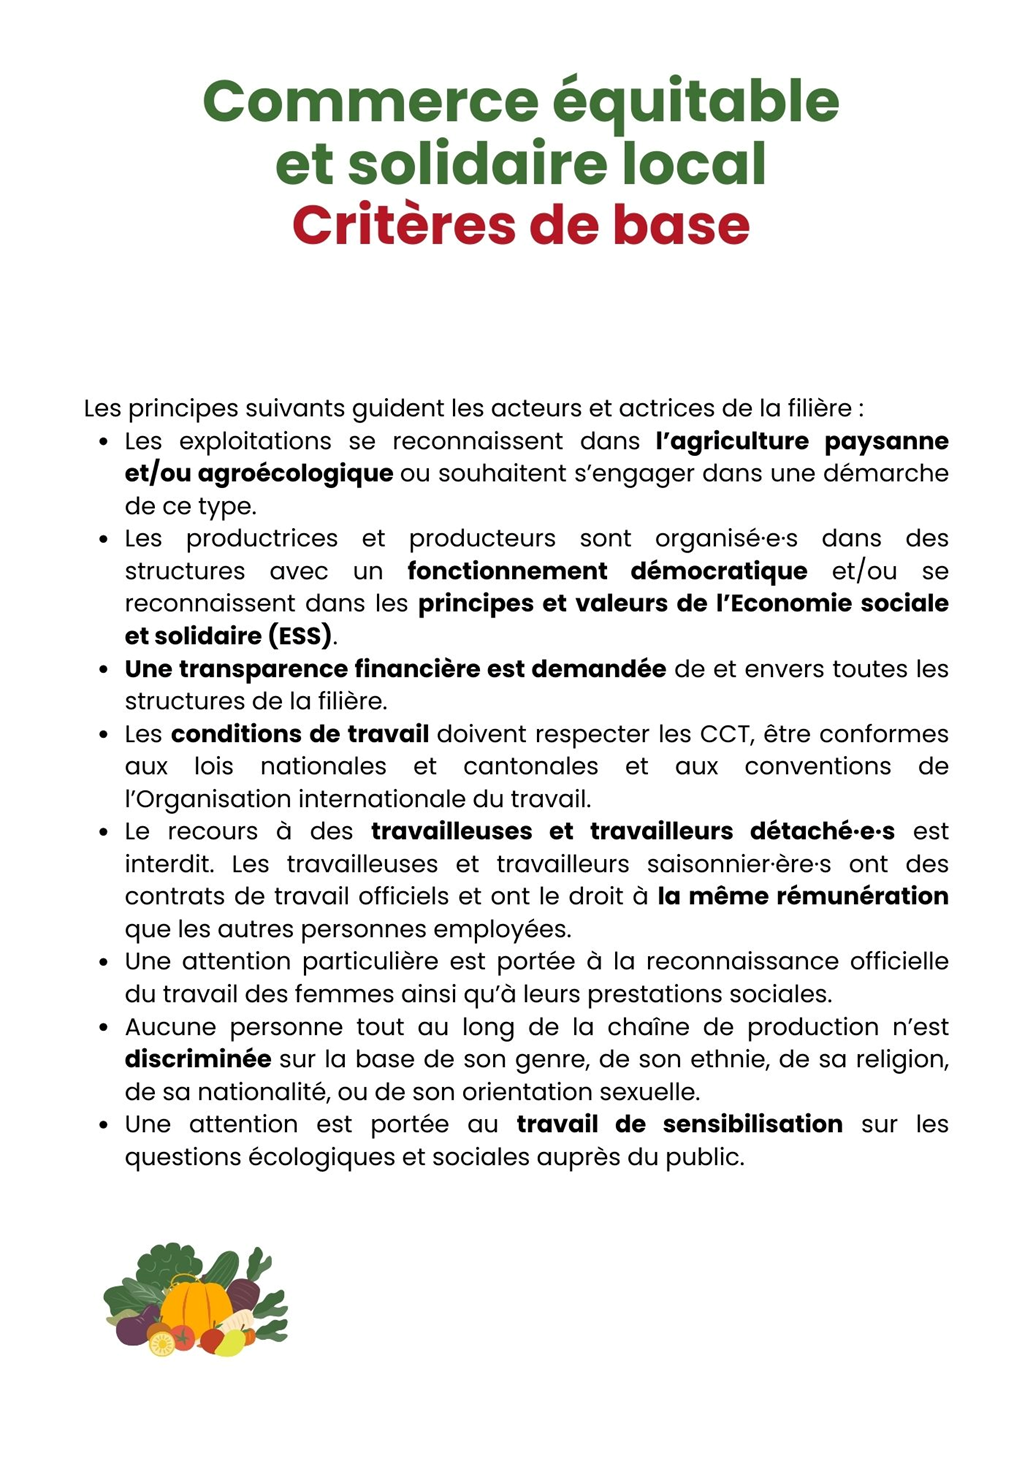 Commerce équitable
et solidaire local
Critères de base
Les principes suivants guident les acteurs et actrices de la filière :
• Les exploitations se reconnaissent dans l’agriculture paysanne
et/ou agroécologique ou souhaitent s’engager dans une démarche
de ce type.
• Les productrices et producteurs sont organisé·e·s dans des
structures avec un fonctionnement démocratique et/ou se
reconnaissent dans les principes et valeurs de l’Economie sociale
et solidaire (ESS).
• Une transparence financière est demandée de et envers toutes les
structures de la filière.
• Les conditions de travail doivent respecter les CCT, être conformes
aux lois nationales et cantonales et aux conventions de
l’Organisation internationale du travail.
• Le recours à des travailleuses et travailleurs détaché·e·s est
interdit. Les travailleuses et travailleurs saisonnier·ère·s ont des
contrats de travail officiels et ont le droit à la même rémunération
que les autres personnes employées.
• Une attention particulière est portée à la reconnaissance officielle
du travail des femmes ainsi qu’à leurs prestations sociales.
• Aucune personne tout au long de la chaîne de production n’est
discriminée sur la base de son genre, de son ethnie, de sa religion,
de sa nationalité, ou de son orientation sexuelle.
• Une attention est portée au travail de sensibilisation sur les
questions écologiques et sociales auprès du public.